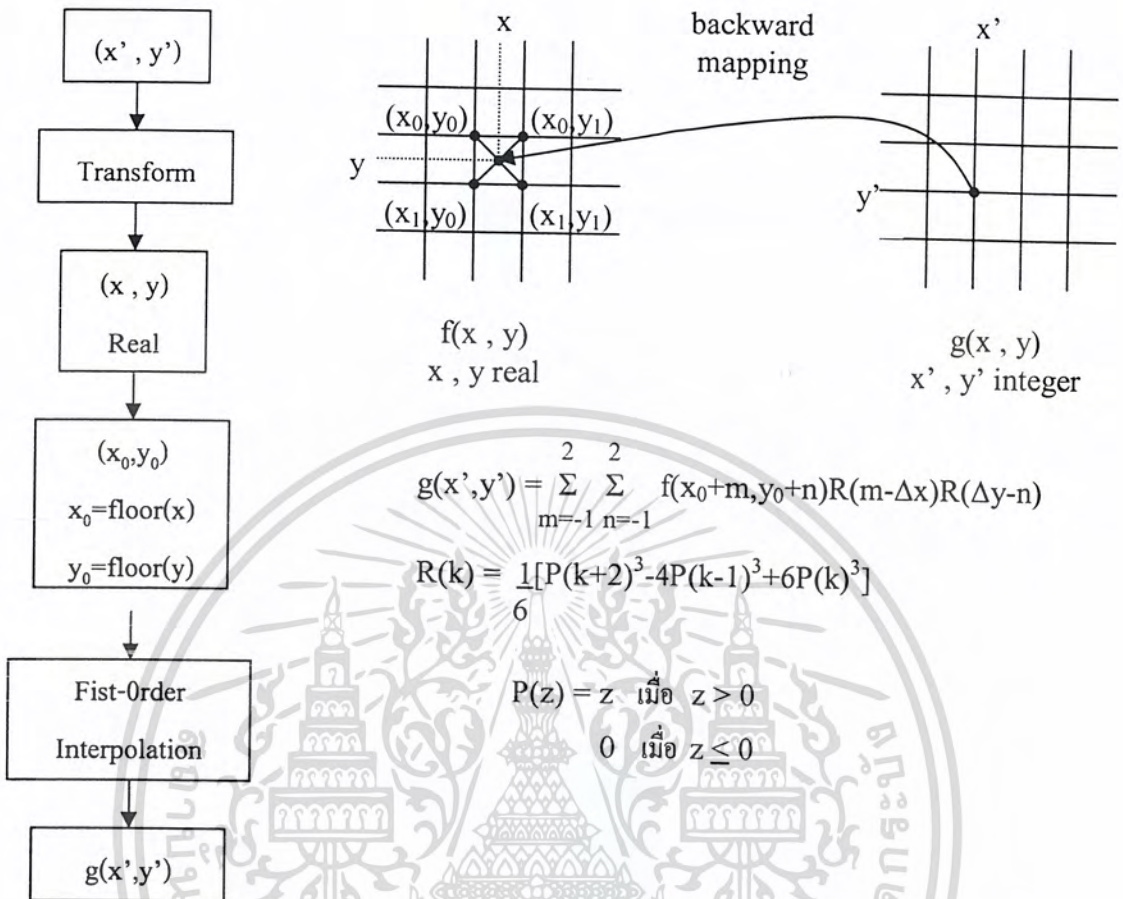 (x' , y')
Transform
(x , y)
Real
(x₀,y₀)
x₀=floor(x)
y₀=floor(y)
Fist-0rder
Interpolation
g(x',y')
x
backward
mapping
x'
(x₀,y₀)
(x₀,y₁)
y
y'
(x₁,y₀)
(x₁,y₁)
f(x , y)
x , y real
g(x , y)
x' , y' integer
2 2
g(x',y') = Σ Σ f(x₀+m,y₀+n)R(m-Δx)R(Δy-n)
m=-1 n=-1
R(k) = 1[P(k+2)³-4P(k-1)³+6P(k)³]
6
P(z) = z เมื่อ z > 0
0 เมื่อ z ≤ 0